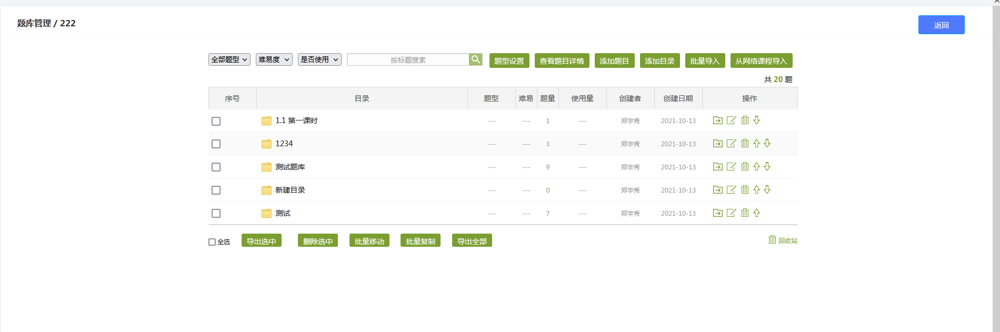 题库管理 / 222
返回
全部题型 难易度 是否使用 按标题搜索 题型设置 查看题目详情 添加题目 添加目录 批量导入 从网络课程导入
共 20 题
序号 目录 题型 难易 题量 使用量 创建者 创建日期 操作
1.1 第一课时 --- --- 1 --- 郑宇秀 2021-10-13
1234 --- --- 3 --- 郑宇秀 2021-10-13
测试题库 --- --- 9 --- 郑宇秀 2021-10-13
新建目录 --- --- 0 --- 郑宇秀 2021-10-13
测试 --- --- 7 --- 郑宇秀 2021-10-13
全选 导出选中 删除选中 批量移动 批量复制 导出全部 回收站